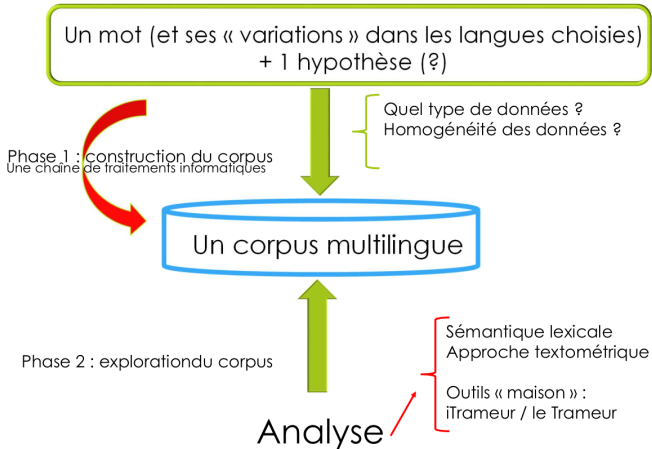 Un mot (et ses « variations » dans les langues choisies)
+ 1 hypothèse (?)
Quel type de données ?
Homogénéité des données ?
Phase 1 : construction du corpus
Une chaîne de traitements informatiques
Un corpus multilingue
Phase 2 : explorationdu corpus
Sémantique lexicale
Approche textométrique
Outils « maison » :
iTrameur / le Trameur
Analyse